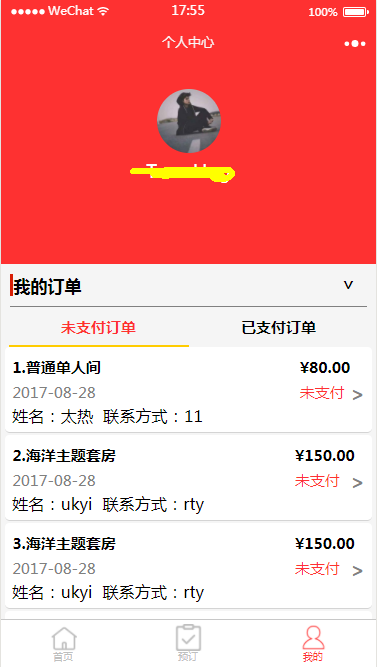 ●●●●● WeChat 17:55 100%
个人中心
我的订单
未支付订单 已支付订单
1.普通单人间 ¥80.00
2017-08-28 未支付 >
姓名：太热 联系方式：11
2.海洋主题套房 ¥150.00
2017-08-28 未支付 >
姓名：ukyi 联系方式：rty
3.海洋主题套房 ¥150.00
2017-08-28 未支付 >
姓名：ukyi 联系方式：rty
首页 预订 我的